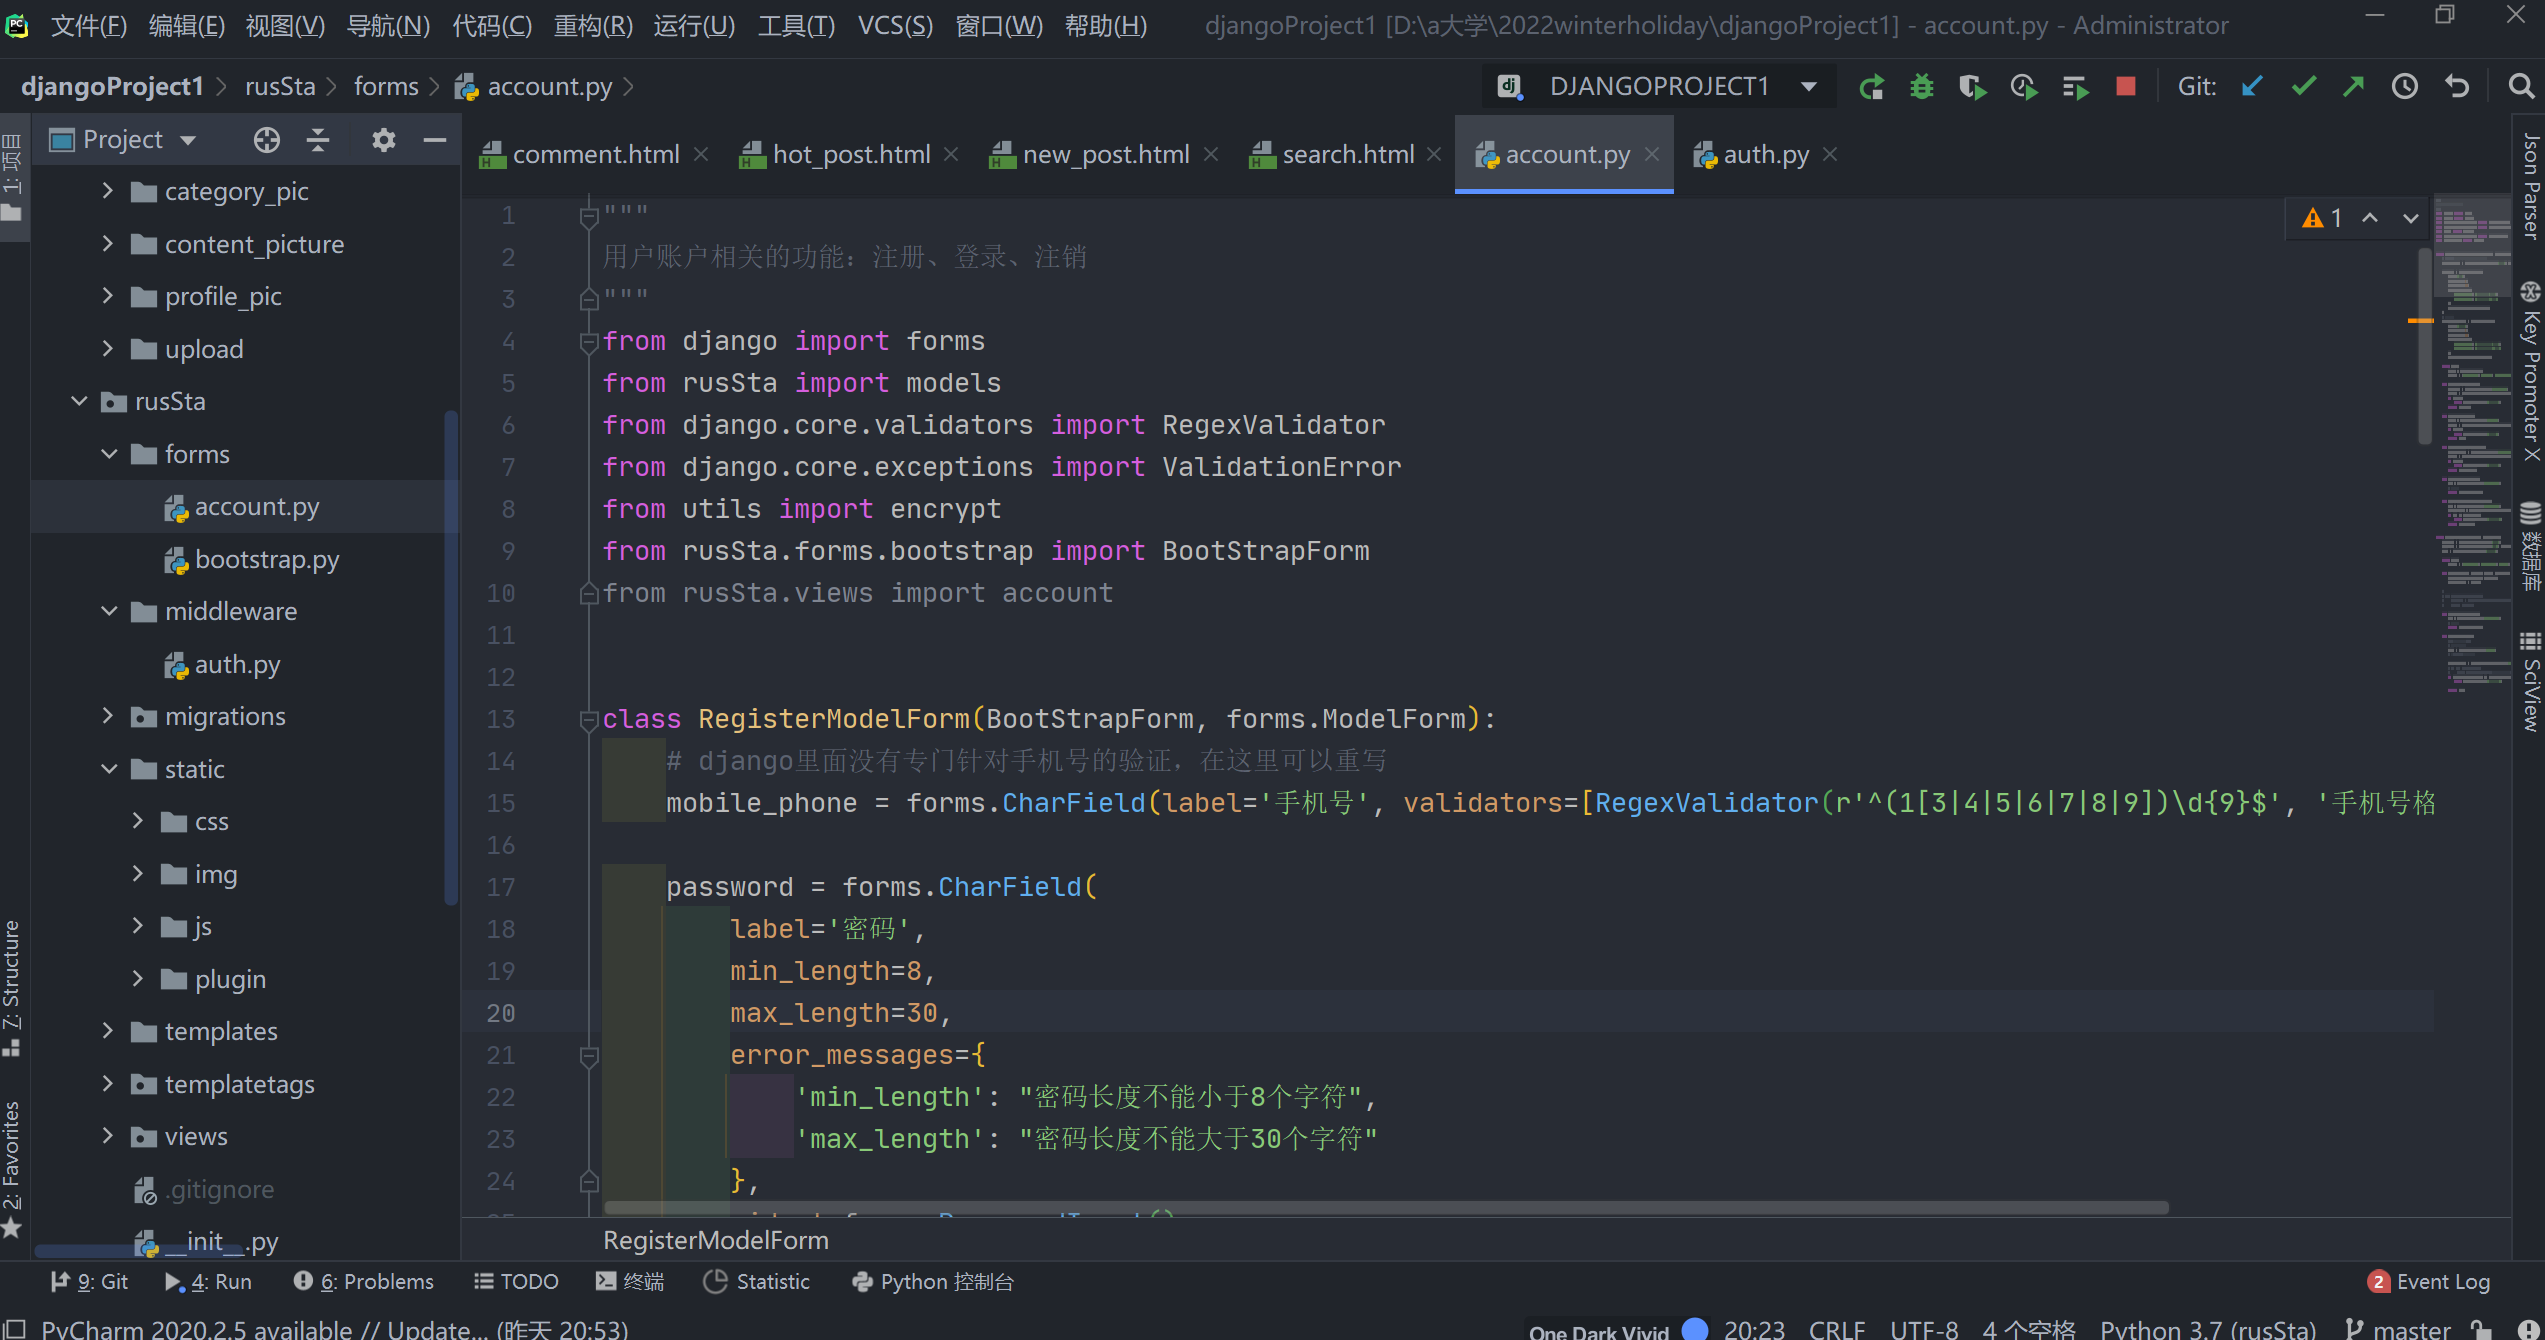 文件(F) 编辑(E) 视图(V) 导航(N) 代码(C) 重构(R) 运行(U) 工具(T) VCS(S) 窗口(W) 帮助(H) djangoProject1 [D:\a大学\2022winterholiday\djangoProject1] - account.py - Administrator
djangoProject1 rusSta forms account.py DJANGOPROJECT1 Git:
1: 项目
7: Structure
2: Favorites
Project
category_pic
content_picture
profile_pic
upload
rusSta
forms
account.py
bootstrap.py
middleware
auth.py
migrations
static
css
img
js
plugin
templates
templatetags
views
.gitignore
__init__.py
comment.html hot_post.html new_post.html search.html account.py auth.py
1
1 """
2 用户账户相关的功能：注册、登录、注销
3 """
4 from django import forms
5 from rusSta import models
6 from django.core.validators import RegexValidator
7 from django.core.exceptions import ValidationError
8 from utils import encrypt
9 from rusSta.forms.bootstrap import BootStrapForm
10 from rusSta.views import account
11
12
13 class RegisterModelForm(BootStrapForm, forms.ModelForm):
14 # django里面没有专门针对手机号的验证，在这里可以重写
15 mobile_phone = forms.CharField(label='手机号', validators=[RegexValidator(r'^(1[3|4|5|6|7|8|9])\d{9}$', '手机号格
16
17 password = forms.CharField(
18 label='密码',
19 min_length=8,
20 max_length=30,
21 error_messages={
22 'min_length': "密码长度不能小于8个字符",
23 'max_length': "密码长度不能大于30个字符"
24 },
RegisterModelForm
Json Parser
Key Promoter X
数据库
SciView
9: Git 4: Run 6: Problems TODO 终端 Statistic Python 控制台 2 Event Log
PyCharm 2020.2.5 available // Update... (昨天 20:53) One Dark Vivid 20:23 CRLF UTF-8 4 个空格 Python 3.7 (rusSta) master